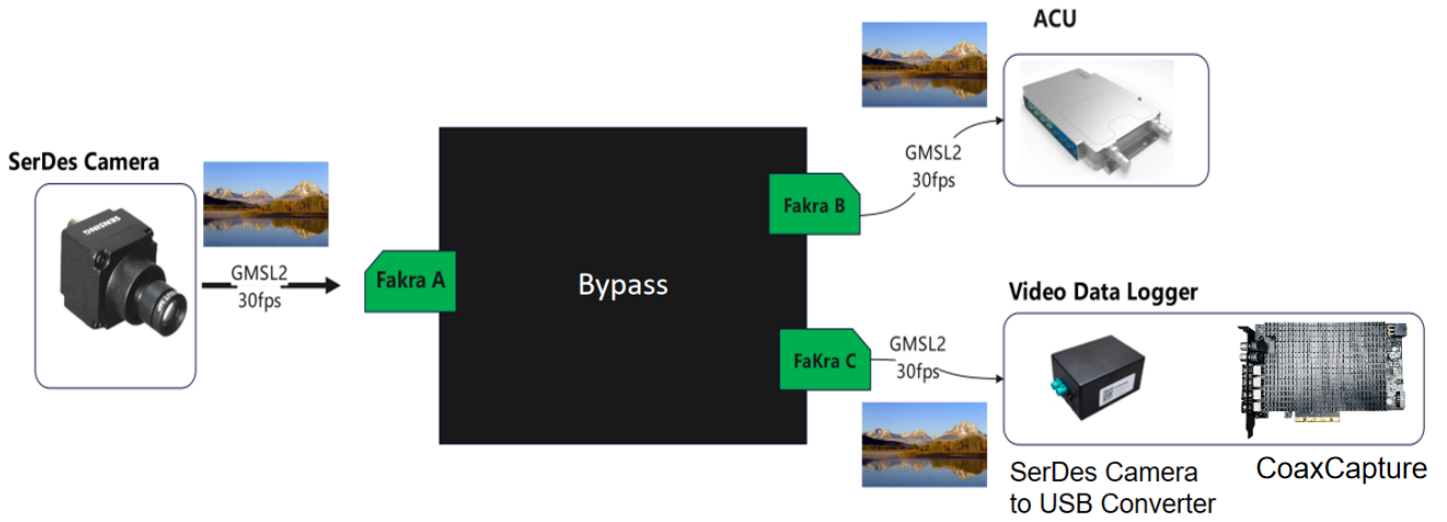 ACU
SerDes Camera
GMSL2
30fps
Fakra A
SENSING
Bypass
Fakra B
GMSL2
30fps
FaKra C
GMSL2
30fps
Video Data Logger
SerDes Camera
to USB Converter
CoaxCapture